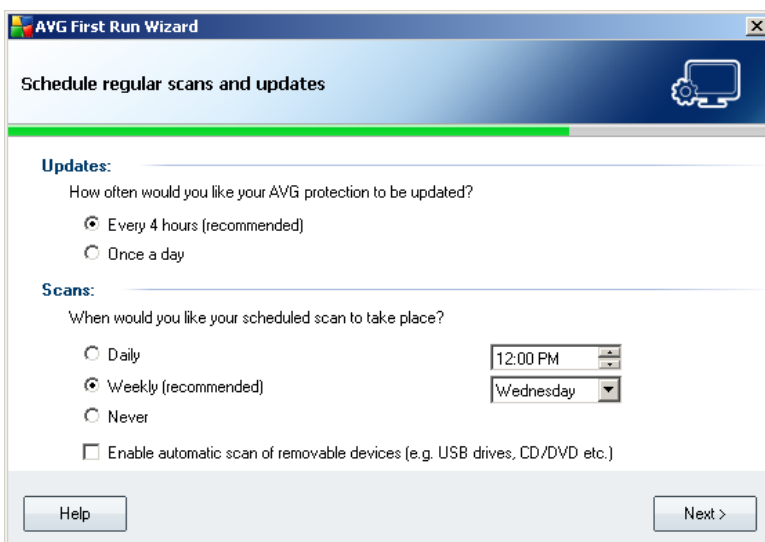 AVG First Run Wizard
Schedule regular scans and updates
Updates:
How often would you like your AVG protection to be updated?
Every 4 hours (recommended)
Once a day
Scans:
When would you like your scheduled scan to take place?
Daily
12:00 PM
Weekly (recommended)
Wednesday
Never
Enable automatic scan of removable devices (e.g. USB drives, CD/DVD etc.)
Help
Next >